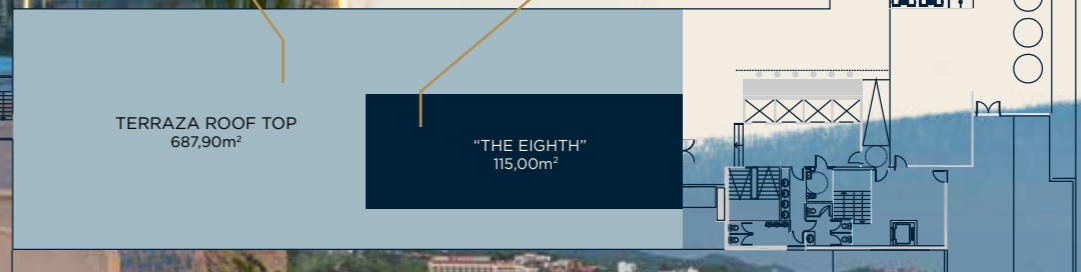 TERRAZA ROOF TOP
687,90m²
“THE EIGHTH”
115,00m²